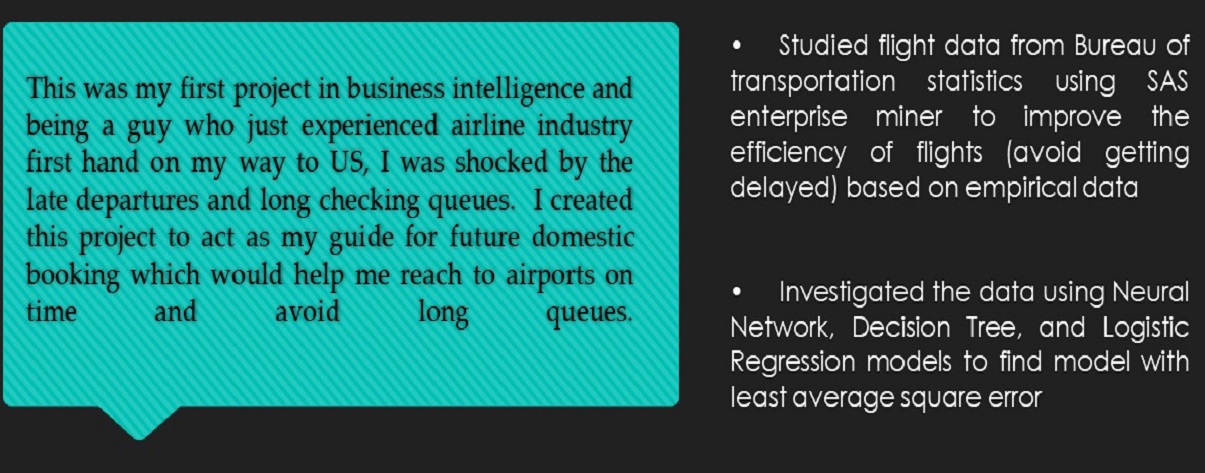 This was my first project in business intelligence and
being a guy who just experienced airline industry
first hand on my way to US, I was shocked by the
late departures and long checking queues.  I created
this project to act as my guide for future domestic
booking which would help me reach to airports on
time and avoid long queues.
• Studied flight data from Bureau of
transportation statistics using SAS
enterprise miner to improve the
efficiency of flights (avoid getting
delayed) based on empirical data
• Investigated the data using Neural
Network, Decision Tree, and Logistic
Regression models to find model with
least average square error